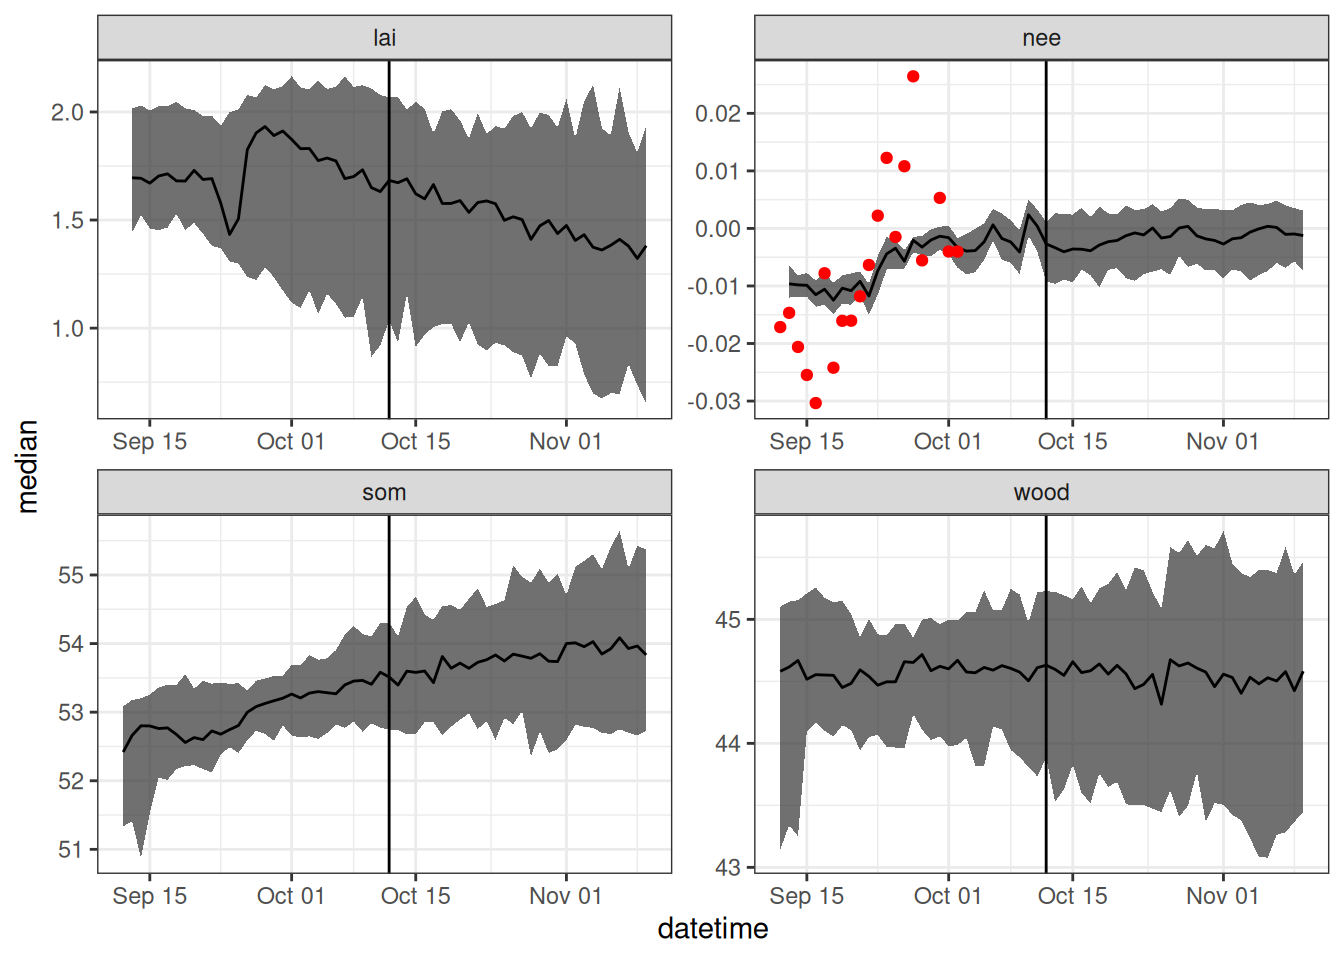 lai
nee
2.0
1.5
1.0
0.02
0.01
0.00
-0.01
-0.02
-0.03
Sep 15 Oct 01 Oct 15 Nov 01
Sep 15 Oct 01 Oct 15 Nov 01
median
som
wood
55
54
53
52
51
45
44
43
Sep 15 Oct 01 Oct 15 Nov 01
Sep 15 Oct 01 Oct 15 Nov 01
datetime